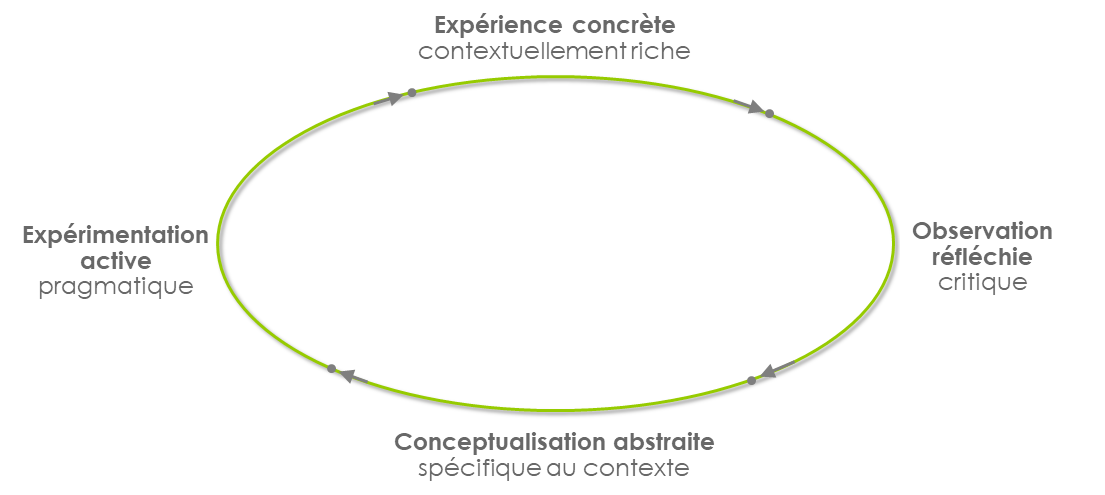 Expérience concrète
contextuellement riche
Expérimentation
active
pragmatique
Observation
réfléchie
critique
Conceptualisation abstraite
spécifique au contexte